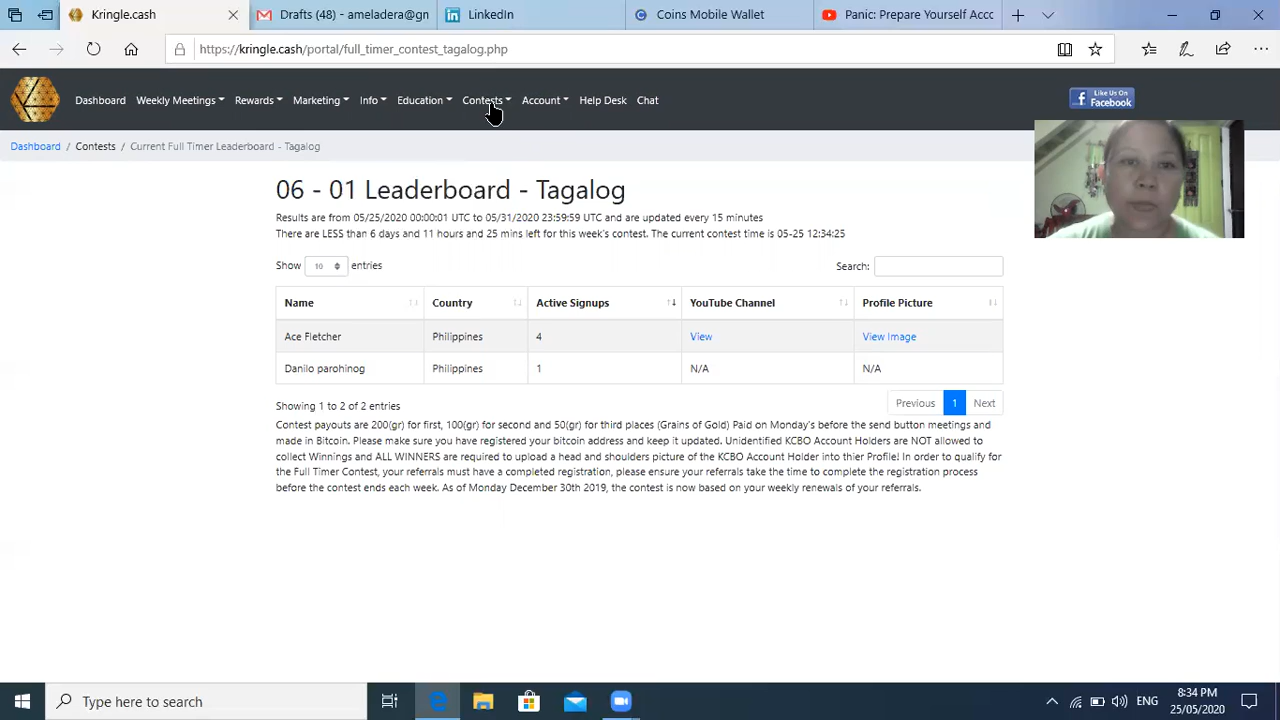 Kringle.cash
Drafts (48) - ameladera@gn
LinkedIn
Coins Mobile Wallet
Panic: Prepare Yourself Accc
https://kringle.cash/portal/full_timer_contest_tagalog.php
Dashboard Weekly Meetings Rewards Marketing Info Education Contests Account Help Desk Chat
Like Us On
Facebook
Dashboard / Contests / Current Full Timer Leaderboard - Tagalog
06 - 01 Leaderboard - Tagalog
Results are from 05/25/2020 00:00:01 UTC to 05/31/2020 23:59:59 UTC and are updated every 15 minutes
There are LESS than 6 days and 11 hours and 25 mins left for this week's contest. The current contest time is 05-25 12:34:25
Show 10 entries Search:
Name Country Active Signups YouTube Channel Profile Picture
Ace Fletcher Philippines 4 View View Image
Danilo parohinog Philippines 1 N/A N/A
Showing 1 to 2 of 2 entries
Previous 1 Next
Contest payouts are 200(gr) for first, 100(gr) for second and 50(gr) for third places (Grains of Gold) Paid on Monday's before the send button meetings and
made in Bitcoin. Please make sure you have registered your bitcoin address and keep it updated. Unidentified KCBO Account Holders are NOT allowed to
collect Winnings and ALL WINNERS are required to upload a head and shoulders picture of the KCBO Account Holder into thier Profile! In order to qualify for
the Full Timer Contest, your referrals must have a completed registration, please ensure your referrals take the time to complete the registration process
before the contest ends each week. As of Monday December 30th 2019, the contest is now based on your weekly renewals of your referrals.
Type here to search
ENG
8:34 PM
25/05/2020